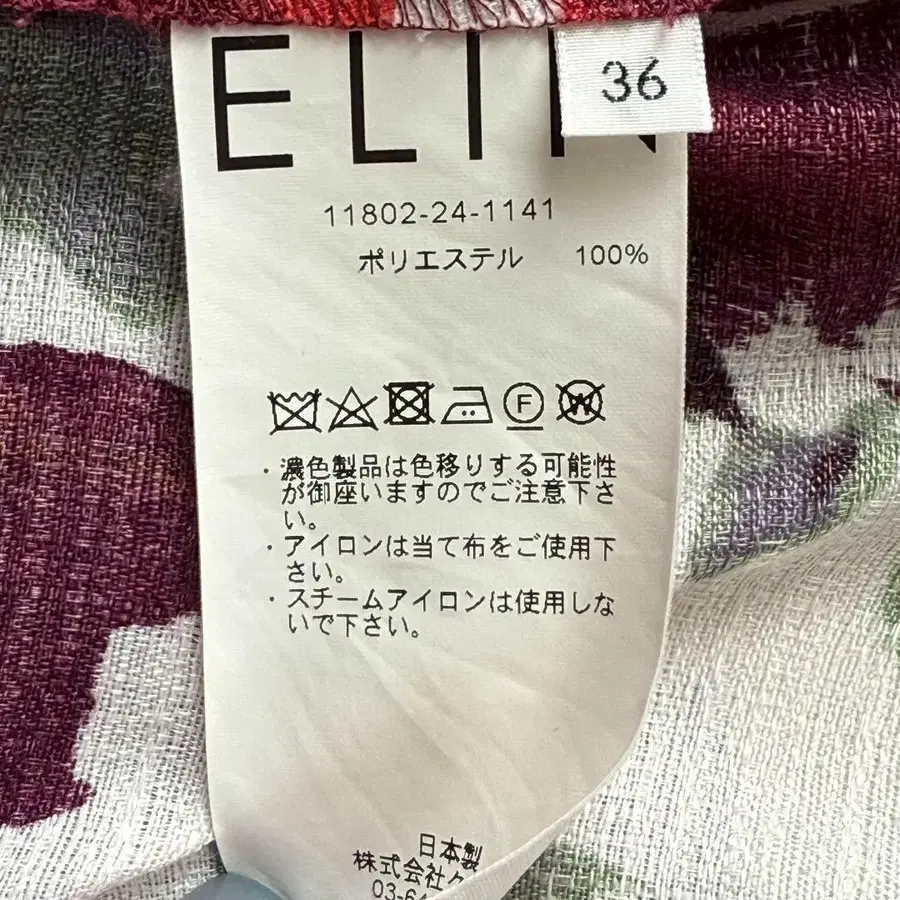 ELIN
36
11802-24-1141
ポリエステル 100%
F
W
・濃色製品は色移りする可能性
が御座いますのでご注意下さ
い。
・アイロンは当て布をご使用下
さい。
・スチームアイロンは使用しな
いで下さい。
日本製
株式会社ク
03-64